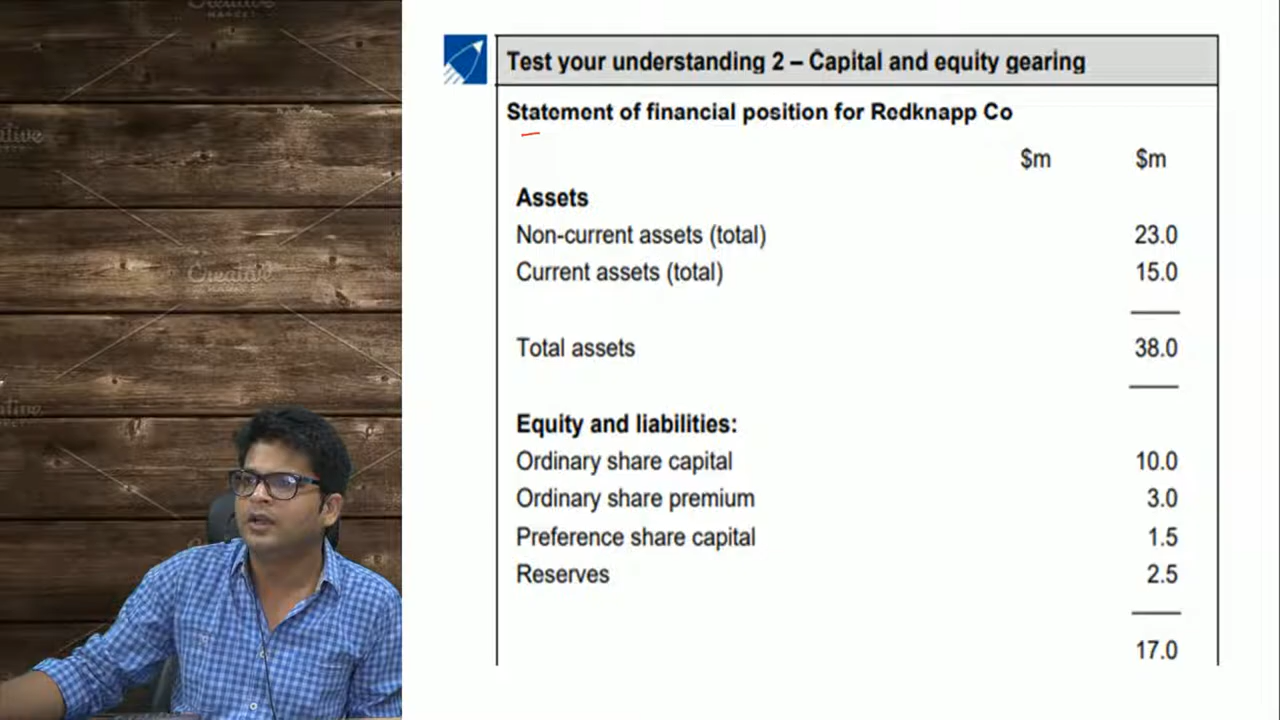 Test your understanding 2 – Capital and equity gearing
Statement of financial position for Redknapp Co
$m $m
Assets
Non-current assets (total) 23.0
Current assets (total) 15.0
Total assets 38.0
Equity and liabilities:
Ordinary share capital 10.0
Ordinary share premium 3.0
Preference share capital 1.5
Reserves 2.5
17.0
Creative
MARKET